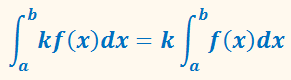 ∫_a^b kf(x)dx = k∫_a^b f(x)dx